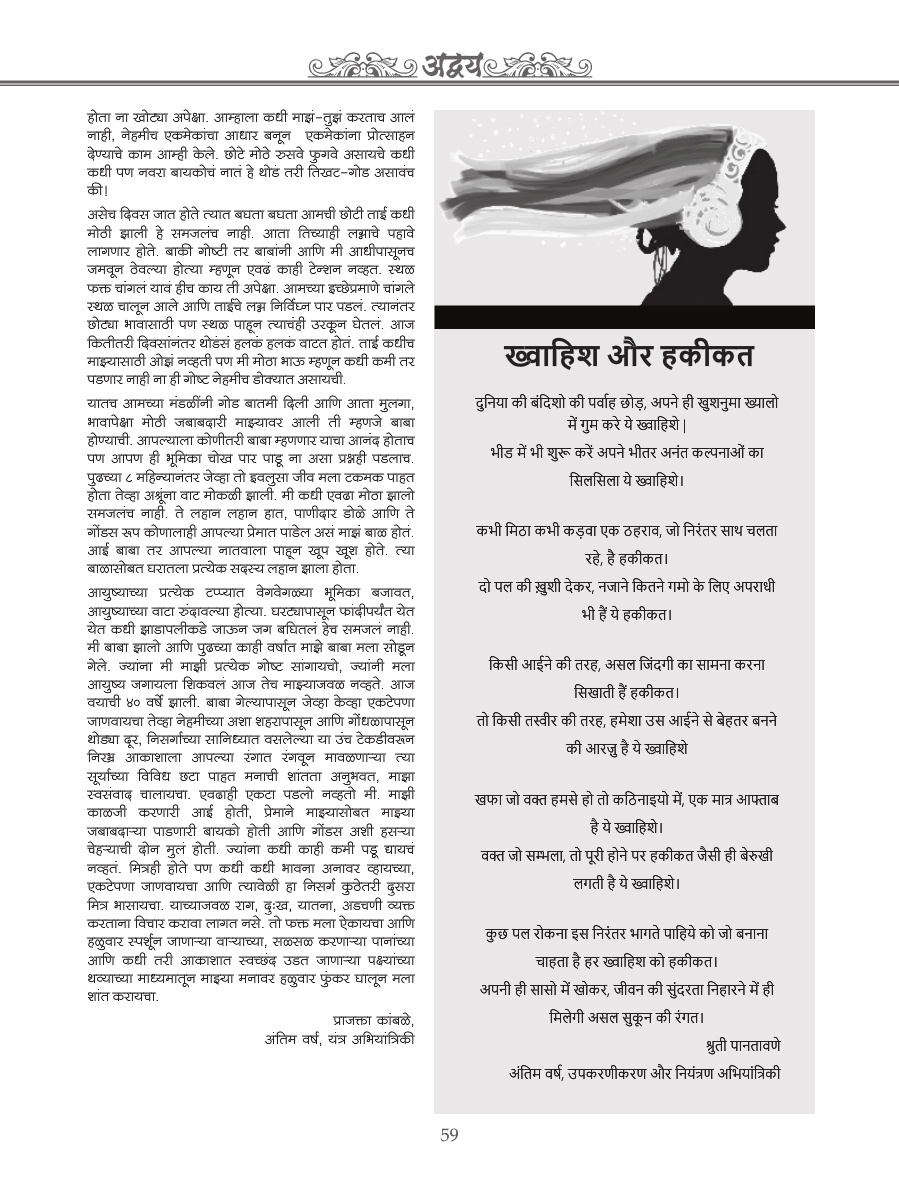 अद्वय
होता ना खोट्या अपेक्षा. आम्हाला कधी माझं-तुझं करताच आलं
नाही, नेहमीच एकमेकांचा आधार बनून एकमेकांना प्रोत्साहन
देण्याचे काम आम्ही केले. छोटे मोठे रुसवे फुगवे असायचे कधी
कधी पण नवरा बायकोचं नातं हे थोडं तरी तिखट-गोड असावंच
की!
असेच दिवस जात होते त्यात बघता बघता आमची छोटी ताई कधी
मोठी झाली हे समजलंच नाही. आता तिच्याही लग्नाचे पहावे
लागणार होते. बाकी गोष्टी तर बाबांनी आणि मी आधीपासूनच
जमवून ठेवल्या होत्या म्हणून एवढं काही टेन्शन नव्हत. स्थळ
फक्त चांगलं यावं हीच काय ती अपेक्षा. आमच्या इच्छेप्रमाणे चांगले
स्थळ चालून आले आणि ताईचे लग्न निर्विघ्न पार पडलं. त्यानंतर
छोट्या भावासाठी पण स्थळ पाहून त्याचंही उरकून घेतलं. आज
कितीतरी दिवसांनंतर थोडंसं हलकं हलकं वाटत होतं. ताई कधीच
माझ्यासाठी ओझं नव्हती पण मी मोठा भाऊ म्हणून कधी कमी तर
पडणार नाही ना ही गोष्ट नेहमीच डोक्यात असायची.
यातच आमच्या मंडळींनी गोड बातमी दिली आणि आता मुलगा,
भावापेक्षा मोठी जबाबदारी माझ्यावर आली ती म्हणजे बाबा
होण्याची. आपल्याला कोणीतरी बाबा म्हणणार याचा आनंद होताच
पण आपण ही भूमिका चोख पार पाडू ना असा प्रश्नही पडलाच.
पुढच्या ८ महिन्यानंतर जेव्हा तो इवलुसा जीव मला टकमक पाहत
होता तेव्हा अश्रूंना वाट मोकळी झाली. मी कधी एवढा मोठा झालो
समजलंच नाही. ते लहान लहान हात, पाणीदार डोळे आणि ते
गोंडस रूप कोणालाही आपल्या प्रेमात पाडेल असं माझं बाळ होतं.
आई बाबा तर आपल्या नातवाला पाहून खूप खूश होते. त्या
बाळासोबत घरातला प्रत्येक सदस्य लहान झाला होता.
आयुष्याच्या प्रत्येक टप्प्यात वेगवेगळ्या भूमिका बजावत,
आयुष्याच्या वाटा रुंदावल्या होत्या. घरट्यापासून फांदीपर्यंत येत
येत कधी झाडापलीकडे जाऊन जग बघितलं हेच समजलं नाही.
मी बाबा झालो आणि पुढच्या काही वर्षात माझे बाबा मला सोडून
गेले. ज्यांना मी माझी प्रत्येक गोष्ट सांगायचो, ज्यांनी मला
आयुष्य जगायला शिकवलं आज तेच माझ्याजवळ नव्हते. आज
वयाची ४० वर्षे झाली. बाबा गेल्यापासून जेव्हा केव्हा एकटेपणा
जाणवायचा तेव्हा नेहमीच्या अशा शहरापासून आणि गोंधळापासून
थोड्या दूर, निसर्गाच्या सानिध्यात वसलेल्या या उंच टेकडीवरून
निरभ्र आकाशाला आपल्या रंगात रंगवून मावळणाऱ्या त्या
सूर्याच्या विविध छटा पाहत मनाची शांतता अनुभवत, माझा
स्वसंवाद चालायचा. एवढाही एकटा पडलो नव्हतो मी. माझी
काळजी करणारी आई होती, प्रेमाने माझ्यासोबत माझ्या
जबाबदाऱ्या पाडणारी बायको होती आणि गोंडस अशी हसऱ्या
चेहऱ्याची दोन मुलं होती. ज्यांना कधी काही कमी पडू द्यायचं
नव्हतं. मित्रही होते पण कधी कधी भावना अनावर व्हायच्या,
एकटेपणा जाणवायचा आणि त्यावेळी हा निसर्ग कुठेतरी दुसरा
मित्र भासायचा. याच्याजवळ राग, दुःख, यातना, अडचणी व्यक्त
करताना विचार करावा लागत नसे. तो फक्त मला ऐकायचा आणि
हळुवार स्पर्शून जाणाऱ्या वाऱ्याच्या, सळसळ करणाऱ्या पानांच्या
आणि कधी तरी आकाशात स्वच्छंद उडत जाणाऱ्या पक्ष्यांच्या
थव्याच्या माध्यमातून माझ्या मनावर हळुवार फुंकर घालून मला
शांत करायचा.
प्राजक्ता कांबळे,
अंतिम वर्ष, यंत्र अभियांत्रिकी
ख्वाहिश और हकीकत
दुनिया की बंदिशो की पर्वाह छोड़, अपने ही खुशनुमा ख्यालो
में गुम करे ये ख्वाहिशे |
भीड में भी शुरू करें अपने भीतर अनंत कल्पनाओं का
सिलसिला ये ख्वाहिशे।
कभी मिठा कभी कड़वा एक ठहराव, जो निरंतर साथ चलता
रहे, है हकीकत।
दो पल की ख़ुशी देकर, नजाने कितने गमो के लिए अपराधी
भी हैं ये हकीकत।
किसी आईने की तरह, असल जिंदगी का सामना करना
सिखाती हैं हकीकत।
तो किसी तस्वीर की तरह, हमेशा उस आईने से बेहतर बनने
की आरज़ु है ये ख्वाहिशे
खफा जो वक्त हमसे हो तो कठिनाइयो में, एक मात्र आफ्ताब
है ये ख्वाहिशे।
वक्त जो सम्भला, तो पूरी होने पर हकीकत जैसी ही बेरुखी
लगती है ये ख्वाहिशे।
कुछ पल रोकना इस निरंतर भागते पाहिये को जो बनाना
चाहता है हर ख्वाहिश को हकीकत।
अपनी ही सासो में खोकर, जीवन की सुंदरता निहारने में ही
मिलेगी असल सुकून की रंगत।
श्रुती पानतावणे
अंतिम वर्ष, उपकरणीकरण और नियंत्रण अभियांत्रिकी
59